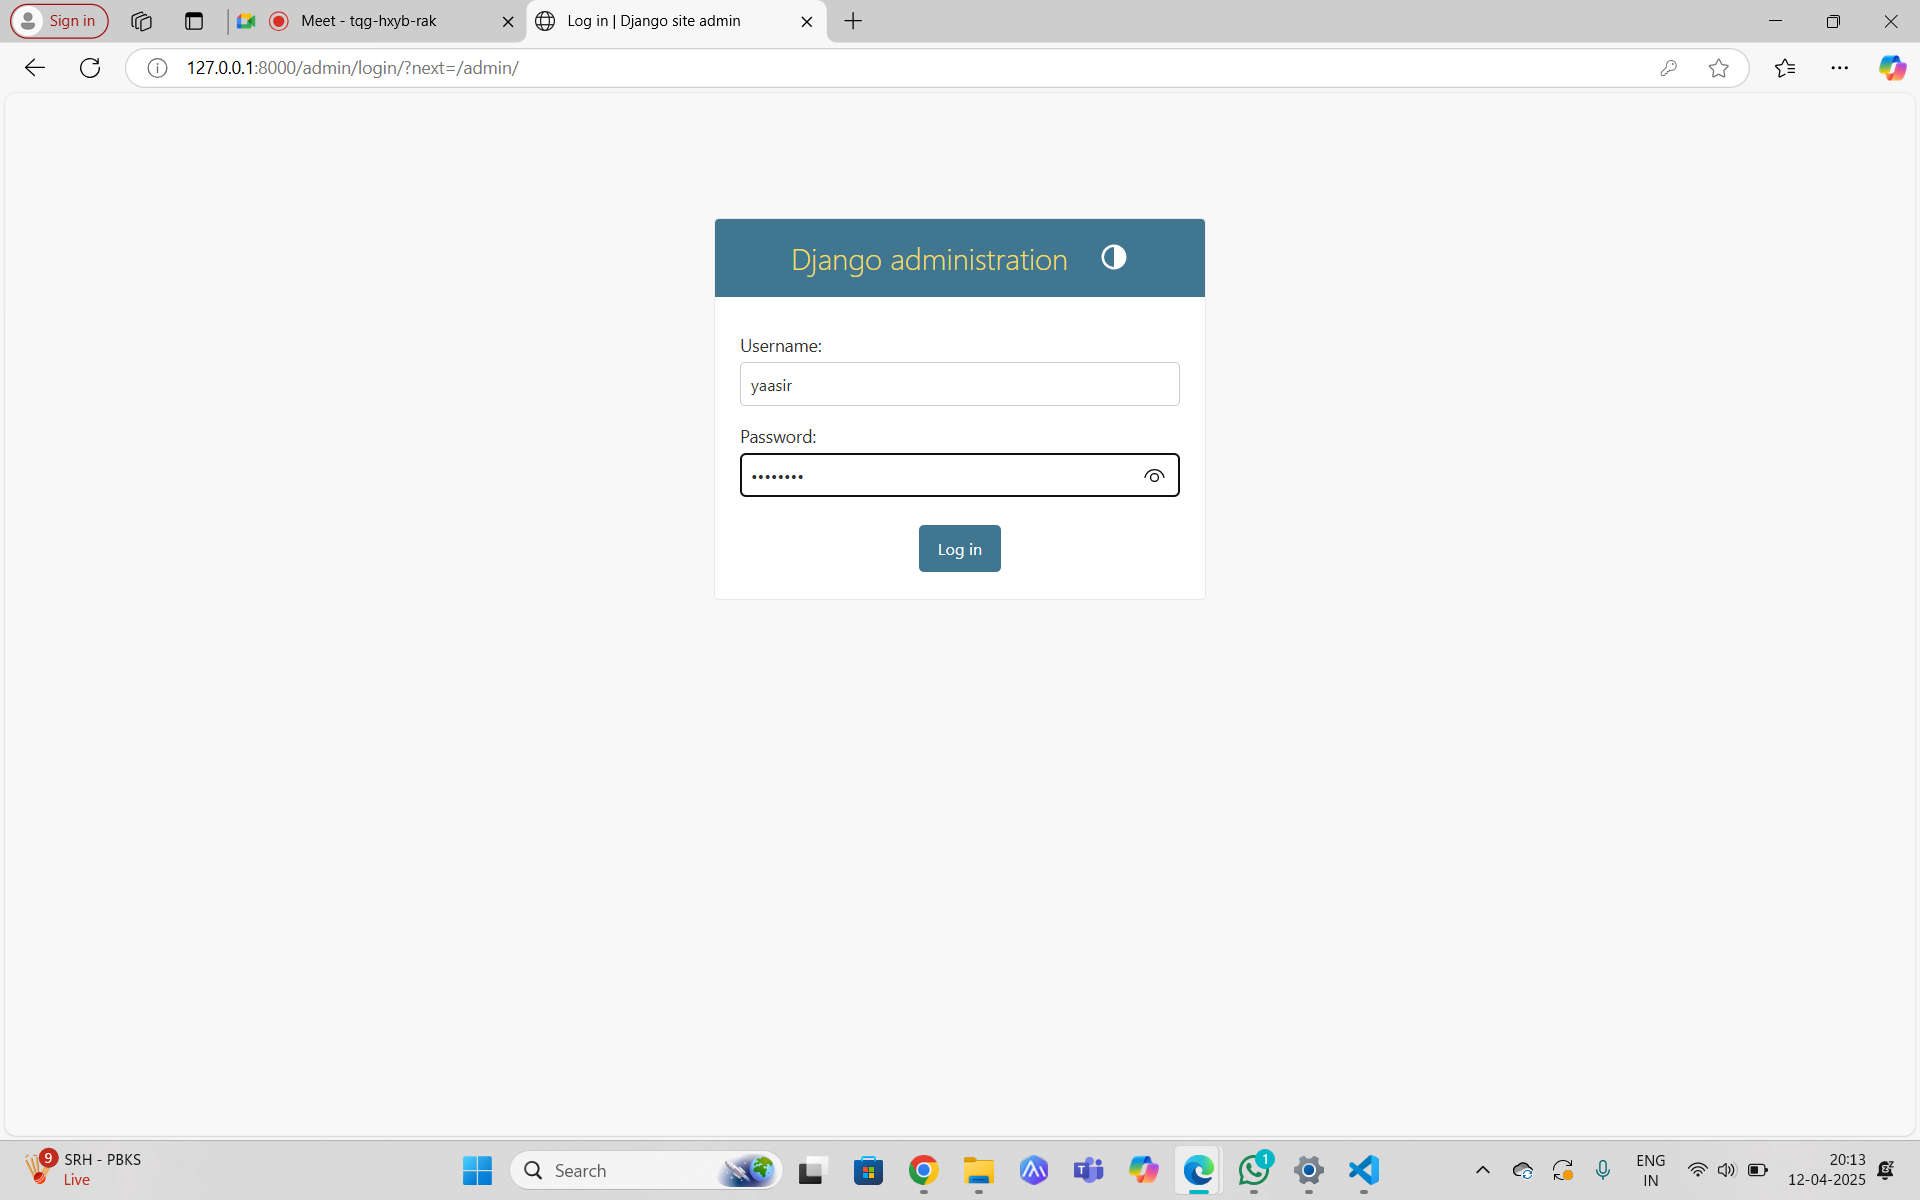 Sign in
Meet - tqg-hxyb-rak
Log in | Django site admin
127.0.0.1:8000/admin/login/?next=/admin/
Django administration
Username:
yaasir
Password:
••••••••
Log in
9
SRH - PBKS
Live
Search
1
ENG
IN
20:13
12-04-2025